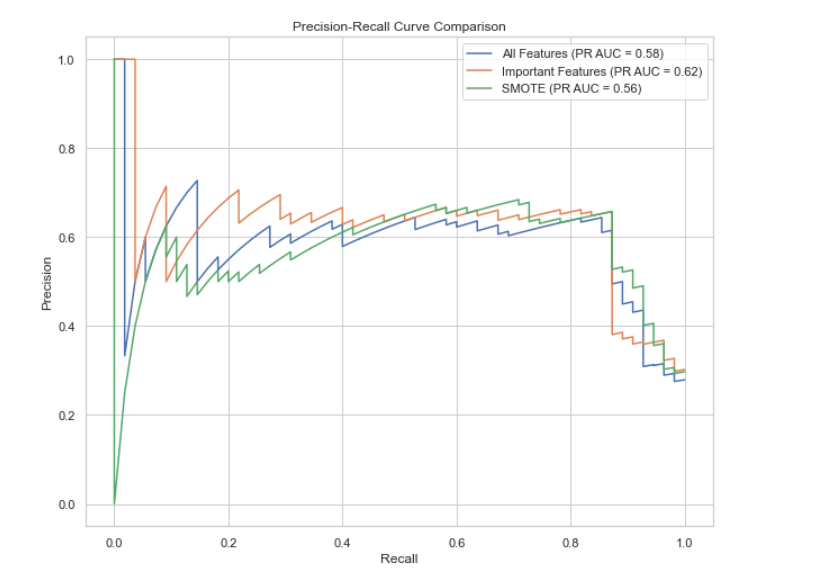 Precision-Recall Curve Comparison
All Features (PR AUC = 0.58)
Important Features (PR AUC = 0.62)
SMOTE (PR AUC = 0.56)
1.0
0.8
0.6
0.4
0.2
0.0
Precision
0.0 0.2 0.4 0.6 0.8 1.0
Recall